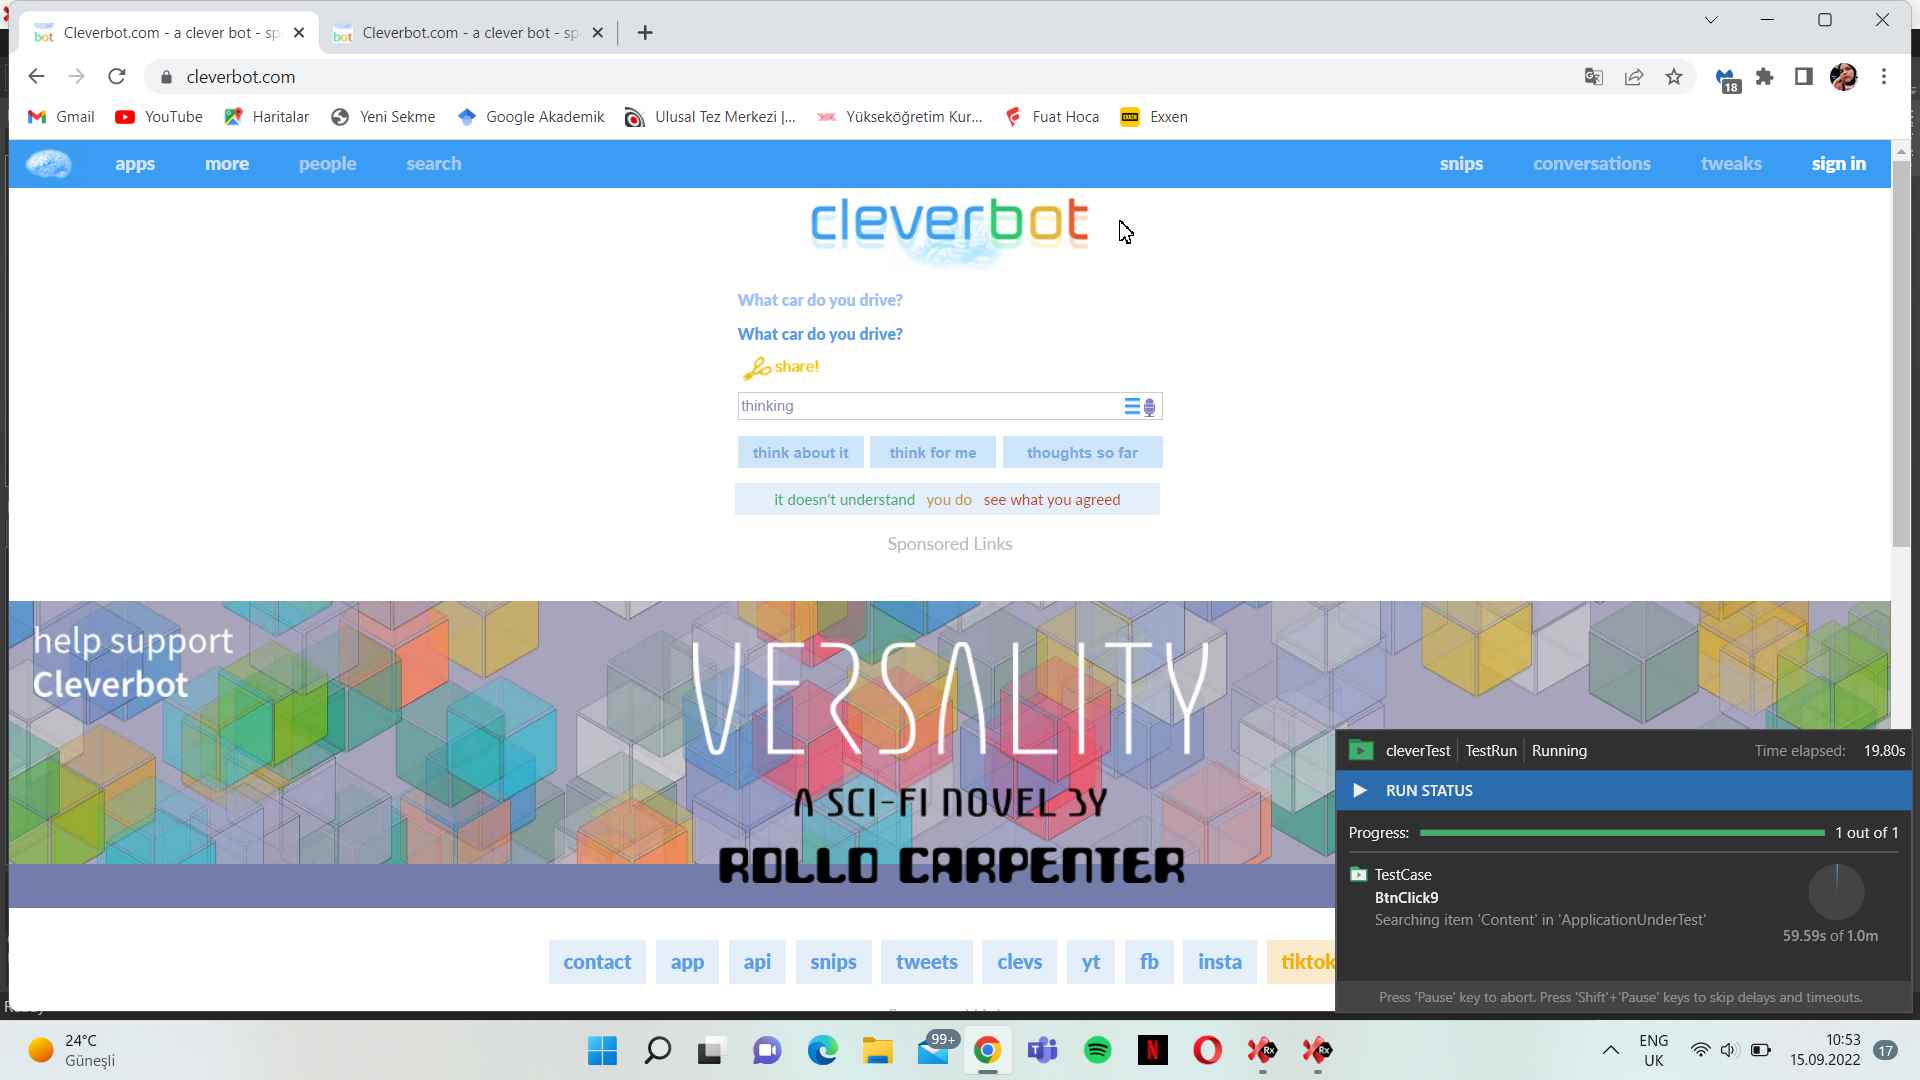 Cleverbot.com - a clever bot - sp
Cleverbot.com - a clever bot - sp
cleverbot.com
18
Gmail
YouTube
Haritalar
Yeni Sekme
Google Akademik
Ulusal Tez Merkezi |...
Yükseköğretim Kur...
Fuat Hoca
EXXEN
Exxen
apps
more
people
search
snips
conversations
tweaks
sign in
cleverbot
What car do you drive?
What car do you drive?
share!
thinking
think about it
think for me
thoughts so far
it doesn't understand you do see what you agreed
Sponsored Links
help support
Cleverbot
VERSALITY
A SCI-FI NOVEL BY
ROLLO CARPENTER
cleverTest
TestRun
Running
Time elapsed: 19.80s
RUN STATUS
Progress:
1 out of 1
TestCase
BtnClick9
Searching item 'Content' in 'ApplicationUnderTest'
59.59s of 1.0m
Press 'Pause' key to abort. Press 'Shift'+'Pause' keys to skip delays and timeouts.
contact
app
api
snips
tweets
clevs
yt
fb
insta
tiktok
24°C
Güneşli
99+
ENG
UK
10:53
15.09.2022
17